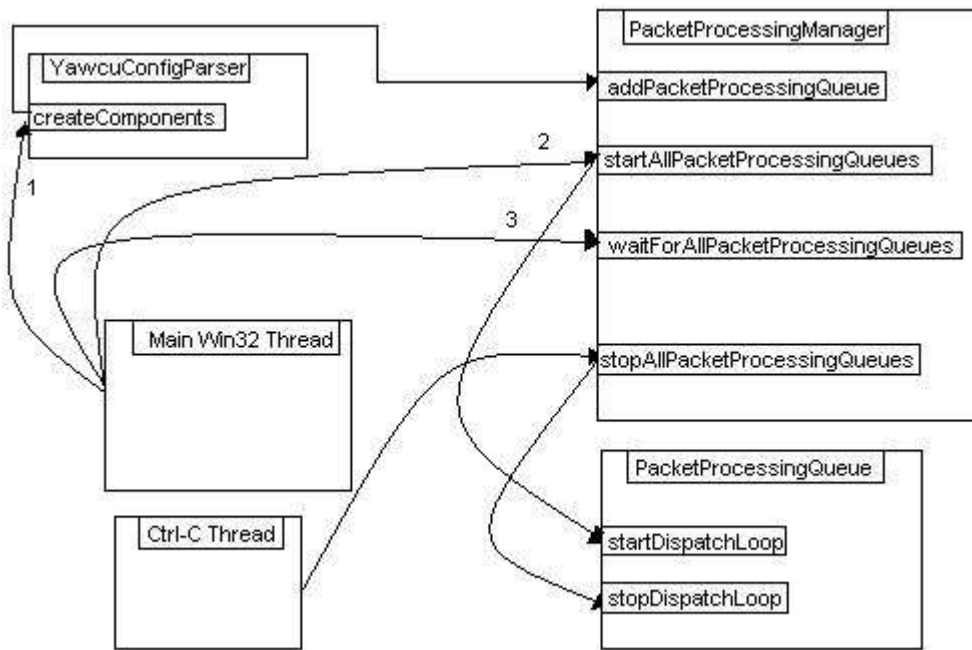 PacketProcessingManager
YawcuConfigParser
addPacketProcessingQueue
createComponents
2
startAllPacketProcessingQueues
1
3
waitForAllPacketProcessingQueues
Main Win32 Thread
stopAllPacketProcessingQueues
PacketProcessingQueue
Ctrl-C Thread
startDispatchLoop
stopDispatchLoop